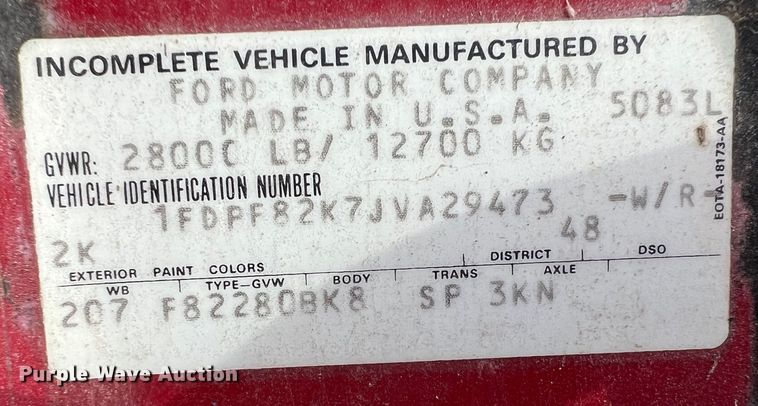 INCOMPLETE VEHICLE MANUFACTURED BY
FORD MOTOR COMPANY
MADE IN U.S.A. 5083L
GVWR: 28000 LB/ 12700 KG
VEHICLE IDENTIFICATION NUMBER
1FDPF82K7JVA29473 -W/R-
2K 48
EXTERIOR PAINT COLORS DISTRICT DSO
WB TYPE-GVW BODY TRANS AXLE
207 F82280BK8 SP 3KN
EOTA-18173-AA
Purple Wave Auction